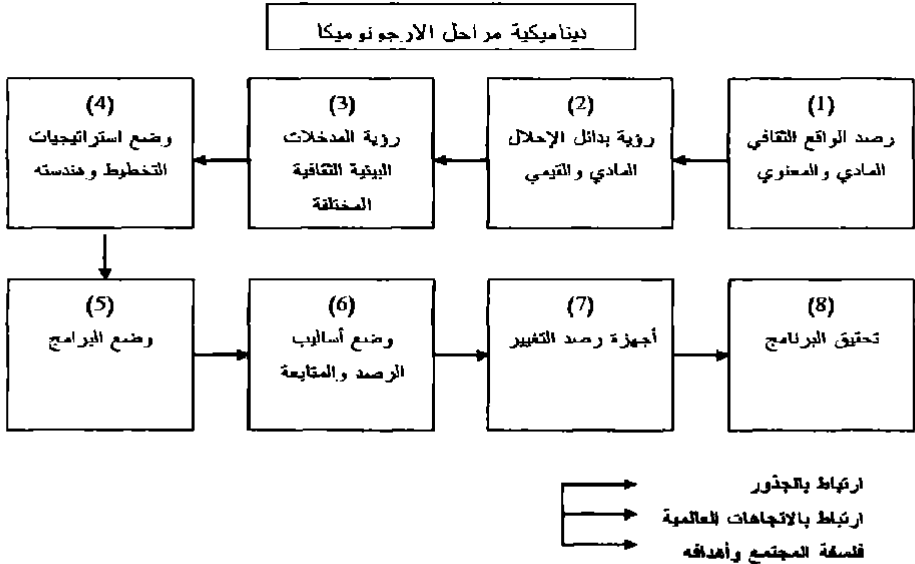 ديناميكية مراحل الارجونوميكا
(1)
رصد الواقع الثقافي
المادي والمعنوي
(2)
رؤية بدائل الإحلال
المادي والقيمي
(3)
رؤية المدخلات
البيئية الثقافية
المختلفة
(4)
وضع استراتيجيات
التخطيط وهندسته
(5)
وضع البرامج
(6)
وضع أساليب
الرصد والمتابعة
(7)
أجهزة رصد التغيير
(8)
تحقيق البرنامج
ارتباط بالجذور
ارتباط بالاتجاهات العالمية
فلسفة المجتمع وأهدافه